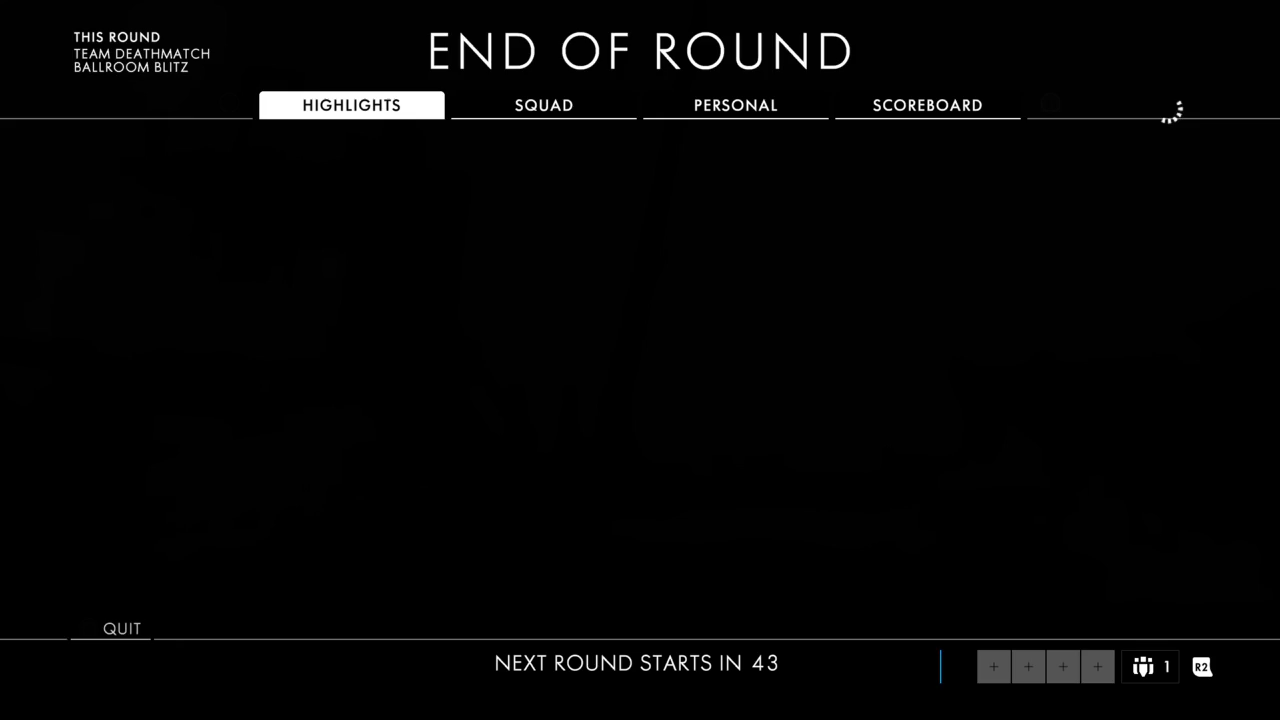 THIS ROUND
TEAM DEATHMATCH
BALLROOM BLITZ
END OF ROUND
HIGHLIGHTS
SQUAD
PERSONAL
SCOREBOARD
QUIT
NEXT ROUND STARTS IN 43
+ + + +
1
R2